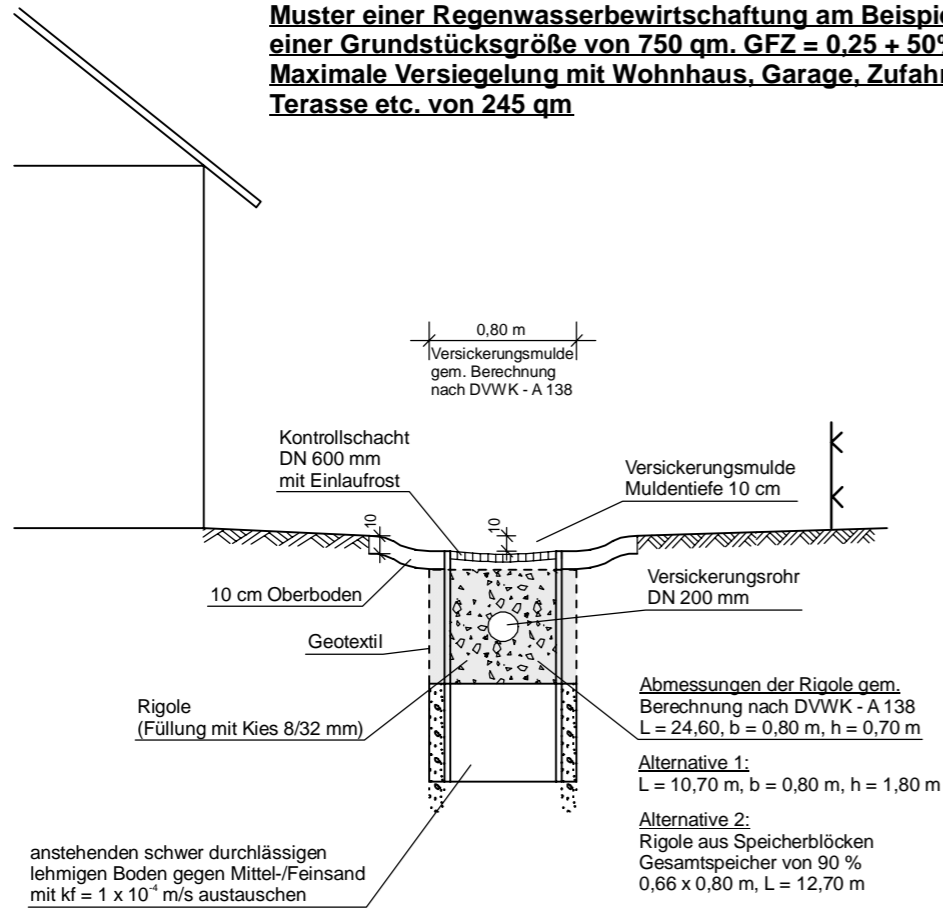 Muster einer Regenwasserbewirtschaftung am Beispie
einer Grundstücksgröße von 750 qm. GFZ = 0,25 + 50%
Maximale Versiegelung mit Wohnhaus, Garage, Zufahr
Terasse etc. von 245 qm
0,80 m
Versickerungsmulde
gem. Berechnung
nach DVWK - A 138
Kontrollschacht
DN 600 mm
mit Einlaufrost
Versickerungsmulde
Muldentiefe 10 cm
10
10
10 cm Oberboden
Versickerungsrohr
DN 200 mm
Geotextil
Rigole
(Füllung mit Kies 8/32 mm)
Abmessungen der Rigole gem.
Berechnung nach DVWK - A 138
L = 24,60, b = 0,80 m, h = 0,70 m
Alternative 1:
L = 10,70 m, b = 0,80 m, h = 1,80 m
Alternative 2:
Rigole aus Speicherblöcken
Gesamtspeicher von 90 %
0,66 x 0,80 m, L = 12,70 m
anstehenden schwer durchlässigen
lehmigen Boden gegen Mittel-/Feinsand
mit kf = 1 x 10⁻⁴ m/s austauschen